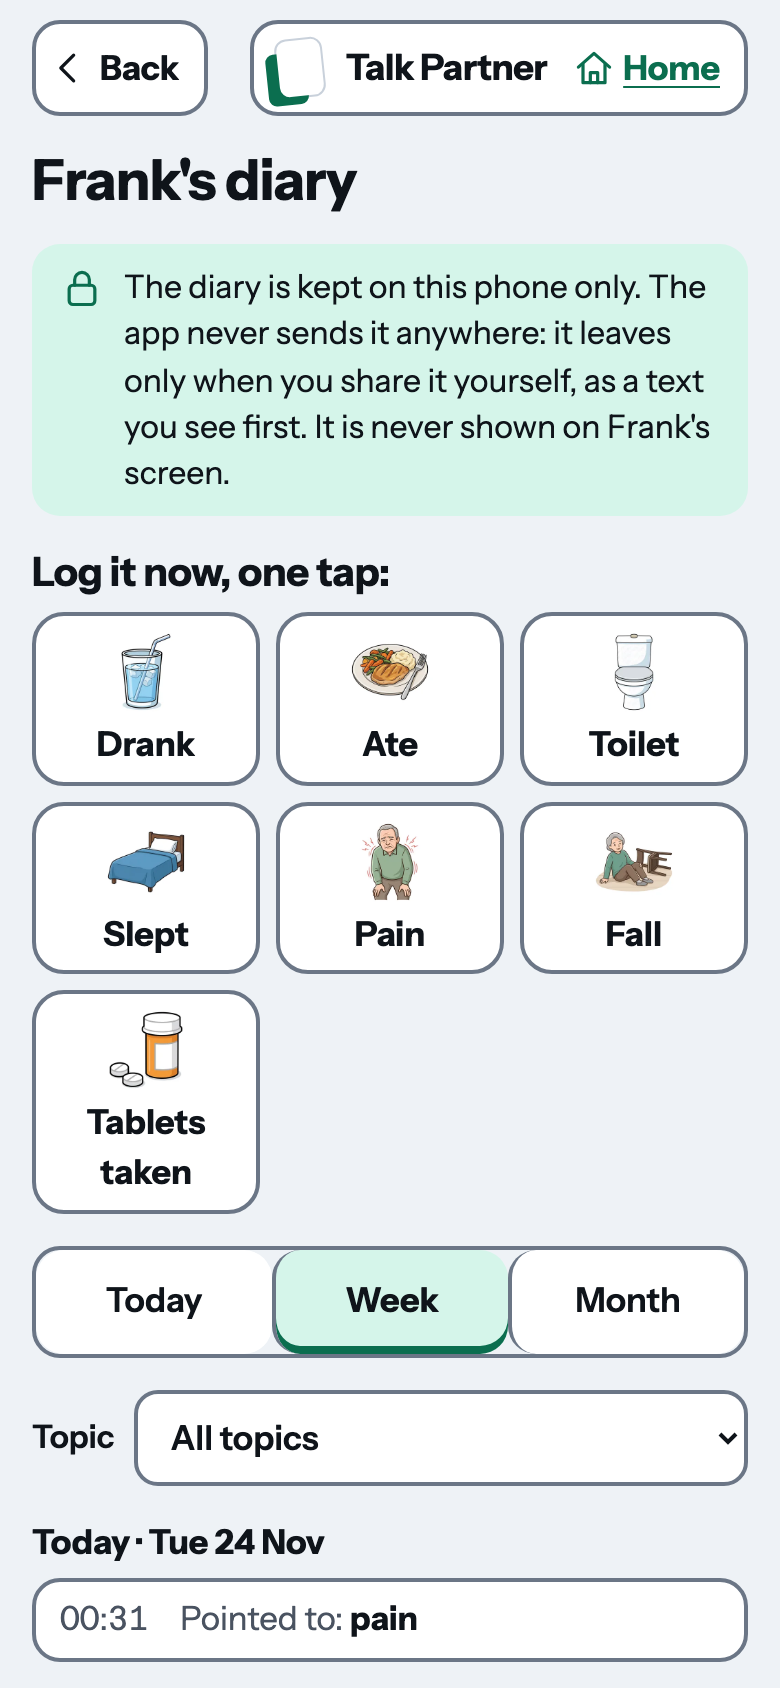 Back
Talk Partner
Home
Frank's diary
The diary is kept on this phone only. The
app never sends it anywhere: it leaves
only when you share it yourself, as a text
you see first. It is never shown on Frank's
screen.
Log it now, one tap:
Drank
Ate
Toilet
Slept
Pain
Fall
Tablets
taken
Today
Week
Month
Topic
All topics
Today · Tue 24 Nov
00:31 Pointed to: pain